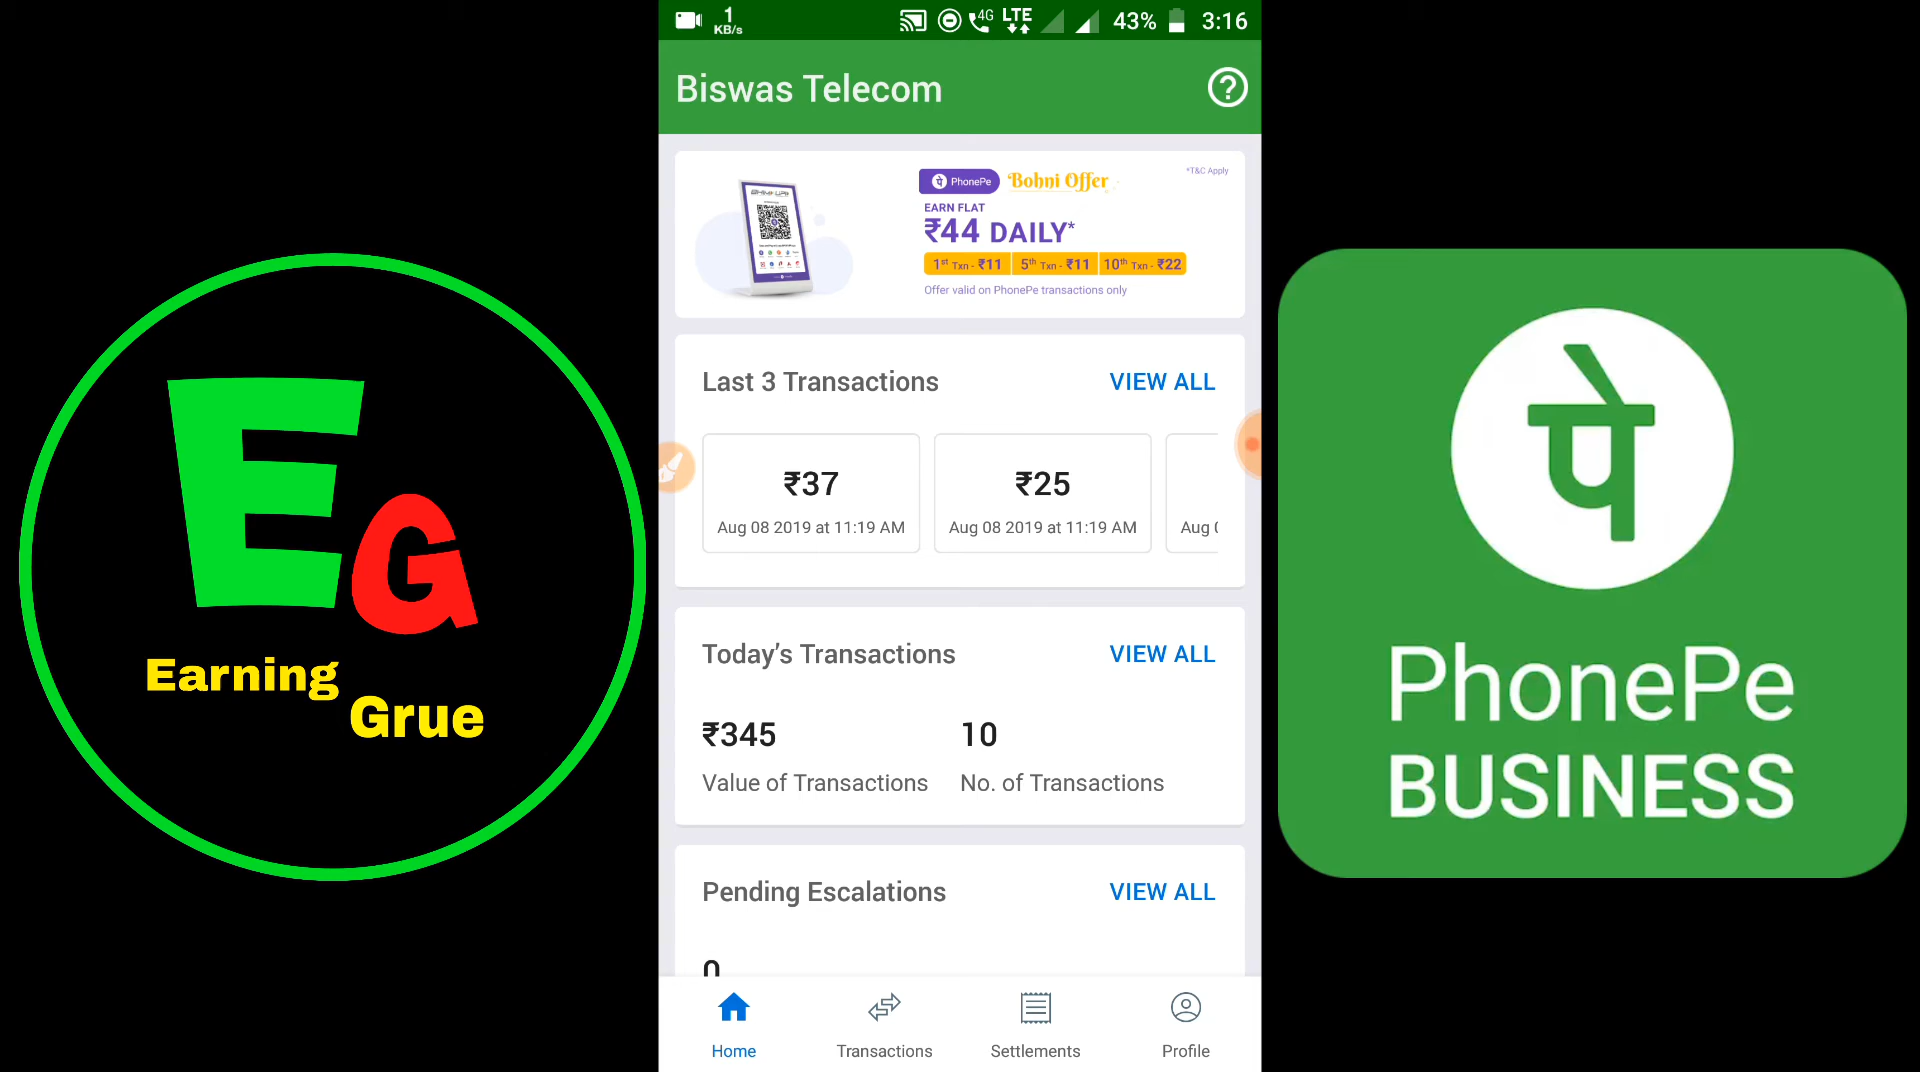 1
KB/s
4G
LTE
43%
3:16
Biswas Telecom
BHIM UPI
पे PhonePe
Bohni Offer
*T&C Apply
EARN FLAT
₹44 DAILY*
1st Txn - ₹11
5th Txn - ₹11
10th Txn - ₹22
Offer valid on PhonePe transactions only
Last 3 Transactions
VIEW ALL
₹37
Aug 08 2019 at 11:19 AM
₹25
Aug 08 2019 at 11:19 AM
Aug
Today's Transactions
VIEW ALL
₹345
Value of Transactions
10
No. of Transactions
Pending Escalations
VIEW ALL
0
Home
Transactions
Settlements
Profile
EG
Earning
Grue
पे
PhonePe
BUSINESS